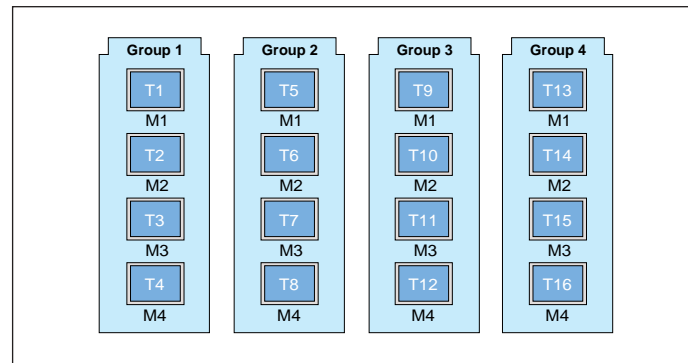 Group 1 Group 2 Group 3 Group 4
T1 T5 T9 T13
M1 M1 M1 M1
T2 T6 T10 T14
M2 M2 M2 M2
T3 T7 T11 T15
M3 M3 M3 M3
T4 T8 T12 T16
M4 M4 M4 M4